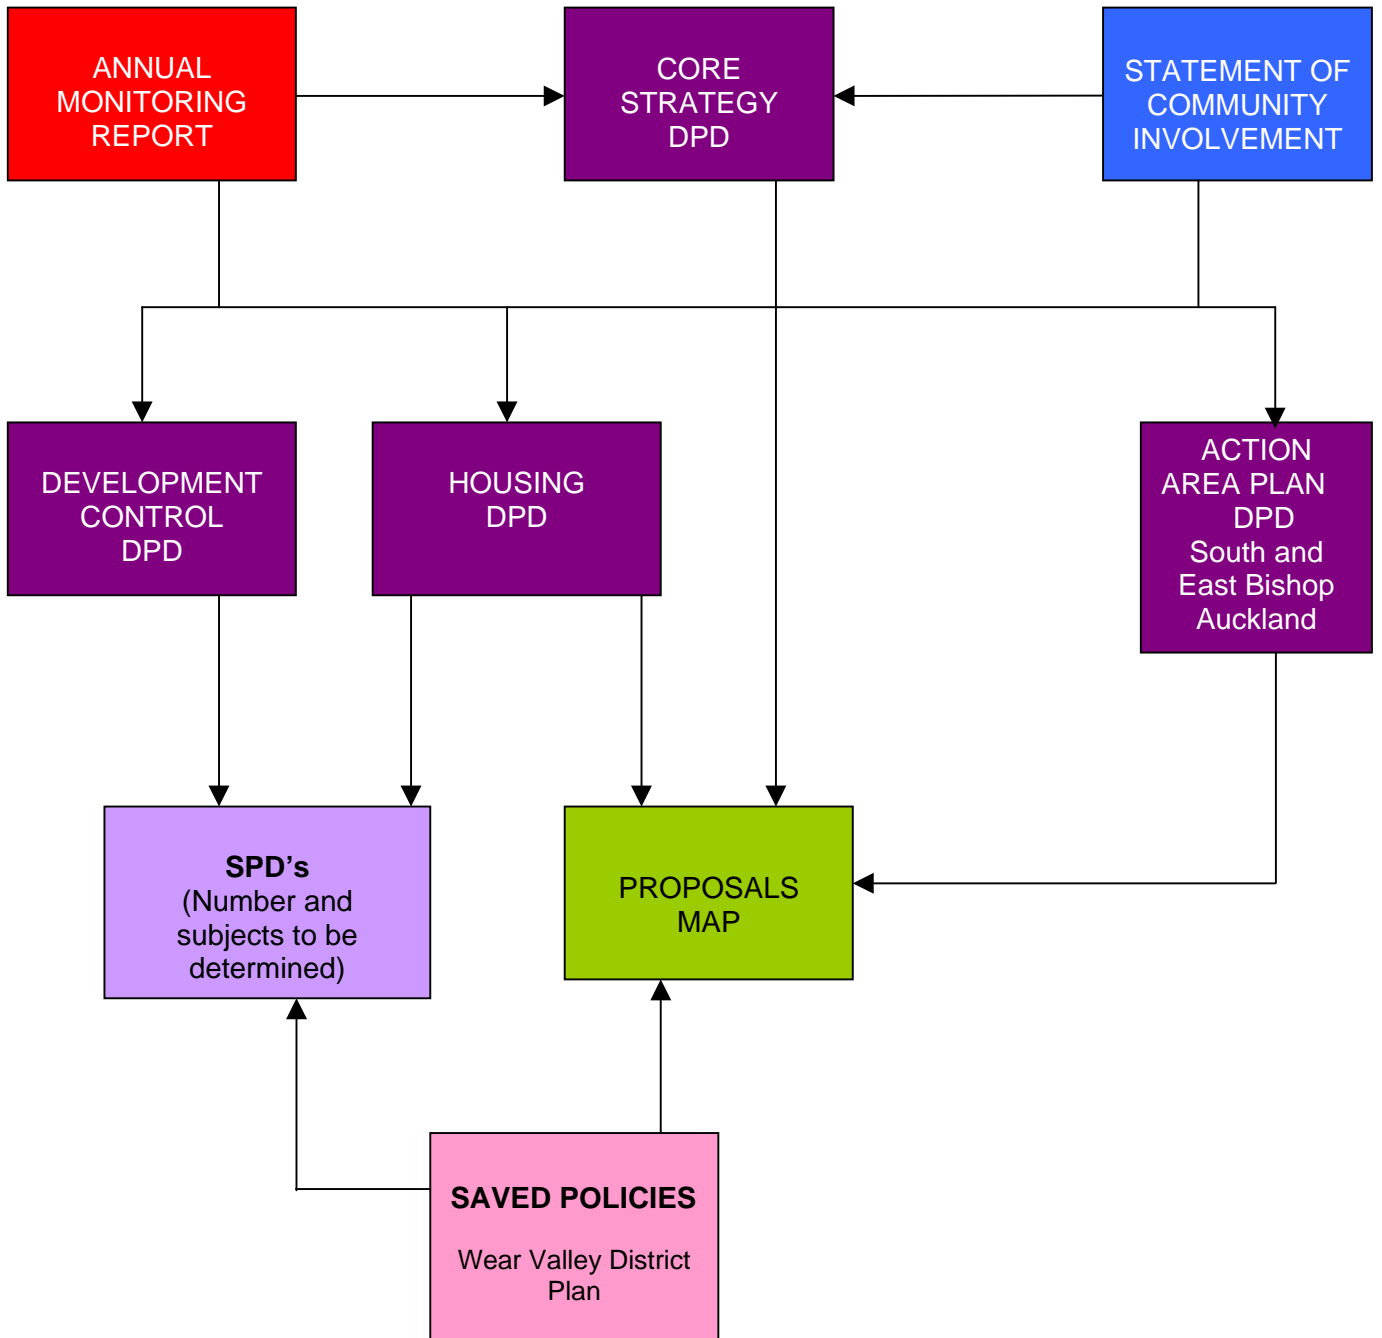 ANNUAL
MONITORING
REPORT
CORE
STRATEGY
DPD
STATEMENT OF
COMMUNITY
INVOLVEMENT
DEVELOPMENT
CONTROL
DPD
HOUSING
DPD
ACTION
AREA PLAN
DPD
South and
East Bishop
Auckland
SPD's
(Number and
subjects to be
determined)
PROPOSALS
MAP
SAVED POLICIES
Wear Valley District
Plan